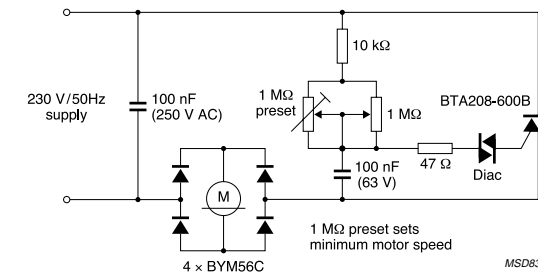 10 kΩ
1 MΩ
preset
1 MΩ
BTA208-600B
230 V/50Hz
supply
100 nF
(250 V AC)
100 nF
(63 V)
47 Ω
Diac
M
1 MΩ preset sets
minimum motor speed
4 × BYM56C
MSD83